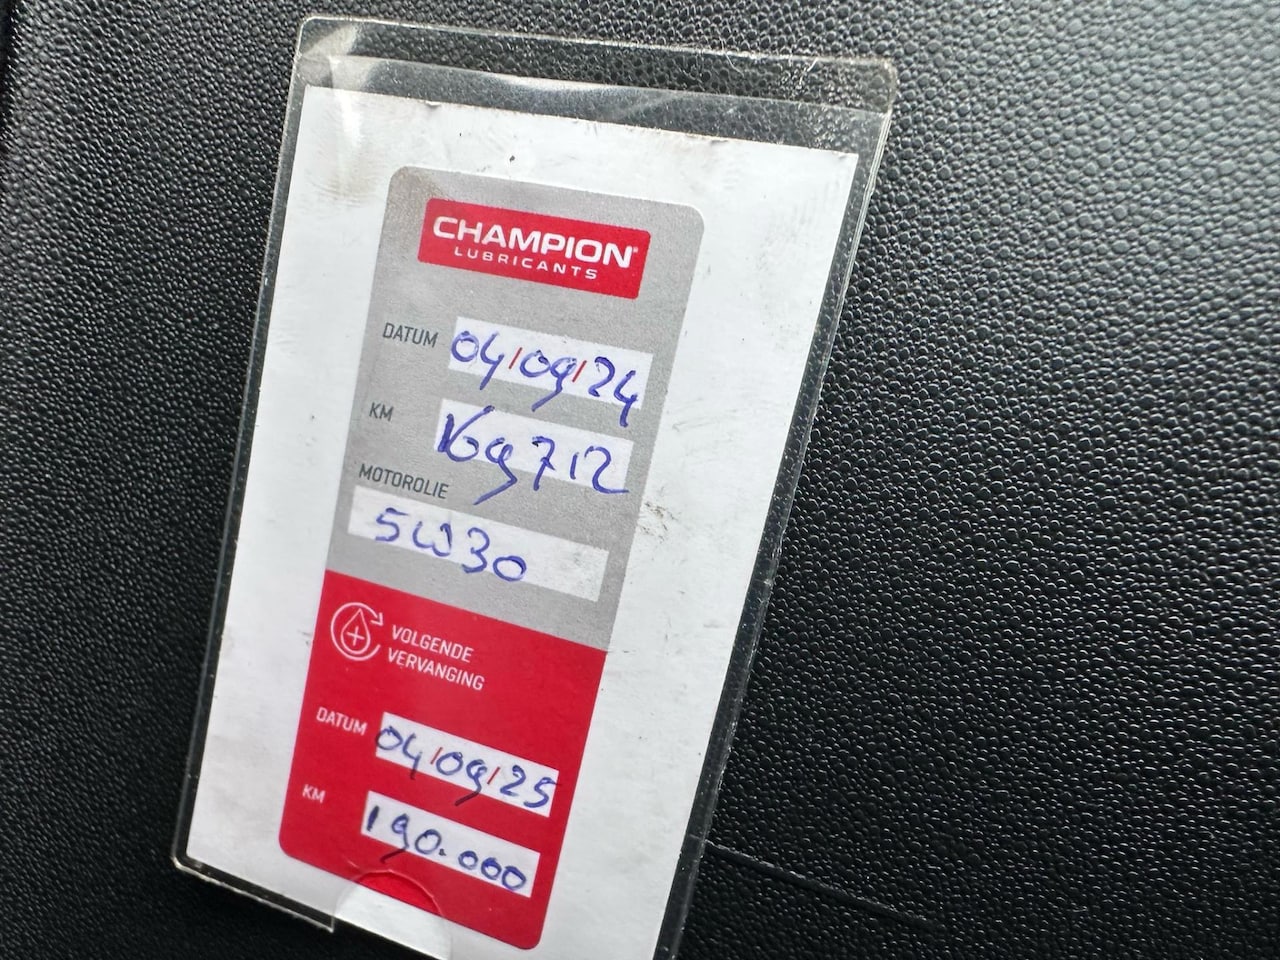 CHAMPION®
LUBRICANTS
DATUM 04/09/24
KM 169712
MOTOROLIE
5W30
VOLGENDE
VERVANGING
DATUM 04/09/25
KM 190.000